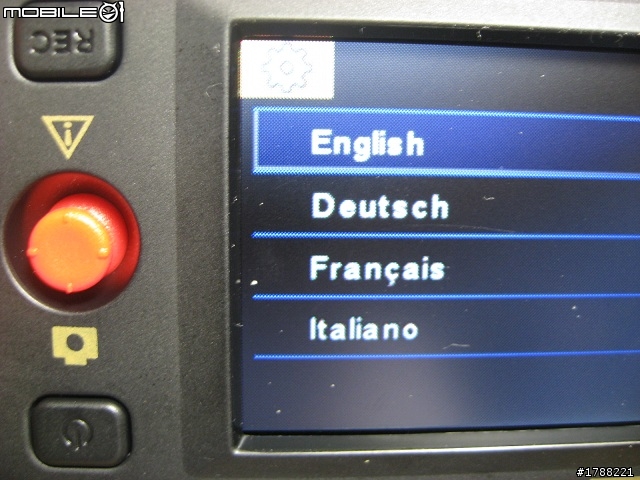 MOBILE01
REC
English
Deutsch
Français
Italiano
#1788221